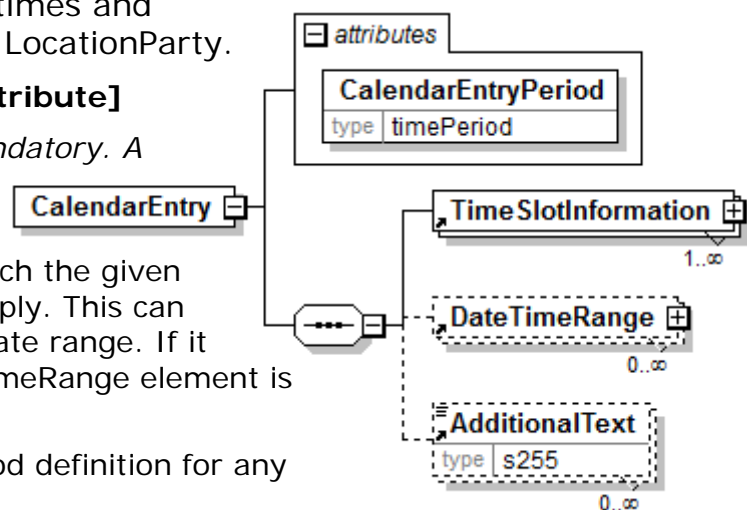 times and
LocationParty.
tribute]
ndatory. A
ch the given
ply. This can
ate range. If it
meRange element is
od definition for any
attributes
CalendarEntryPeriod
type timePeriod
CalendarEntry
TimeSlotInformation
1..∞
DateTimeRange
0..∞
AdditionalText
type s255
0..∞